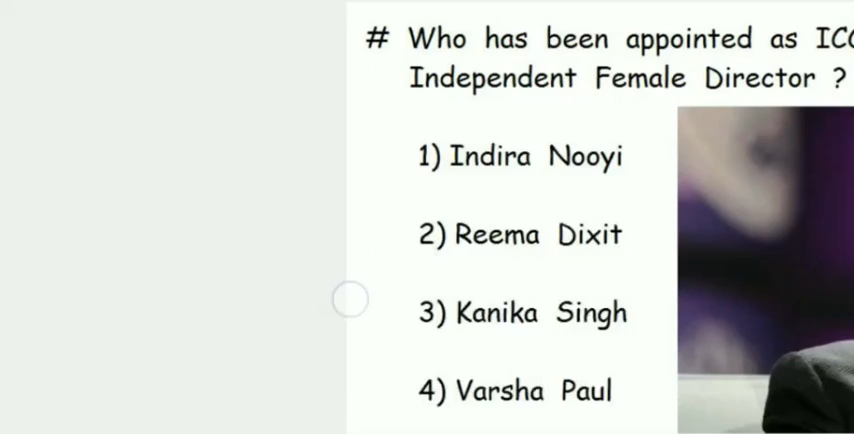 # Who has been appointed as
Independent Female Director ?
1) Indira Nooyi
2) Reema Dixit
3) Kanika Singh
4) Varsha Paul